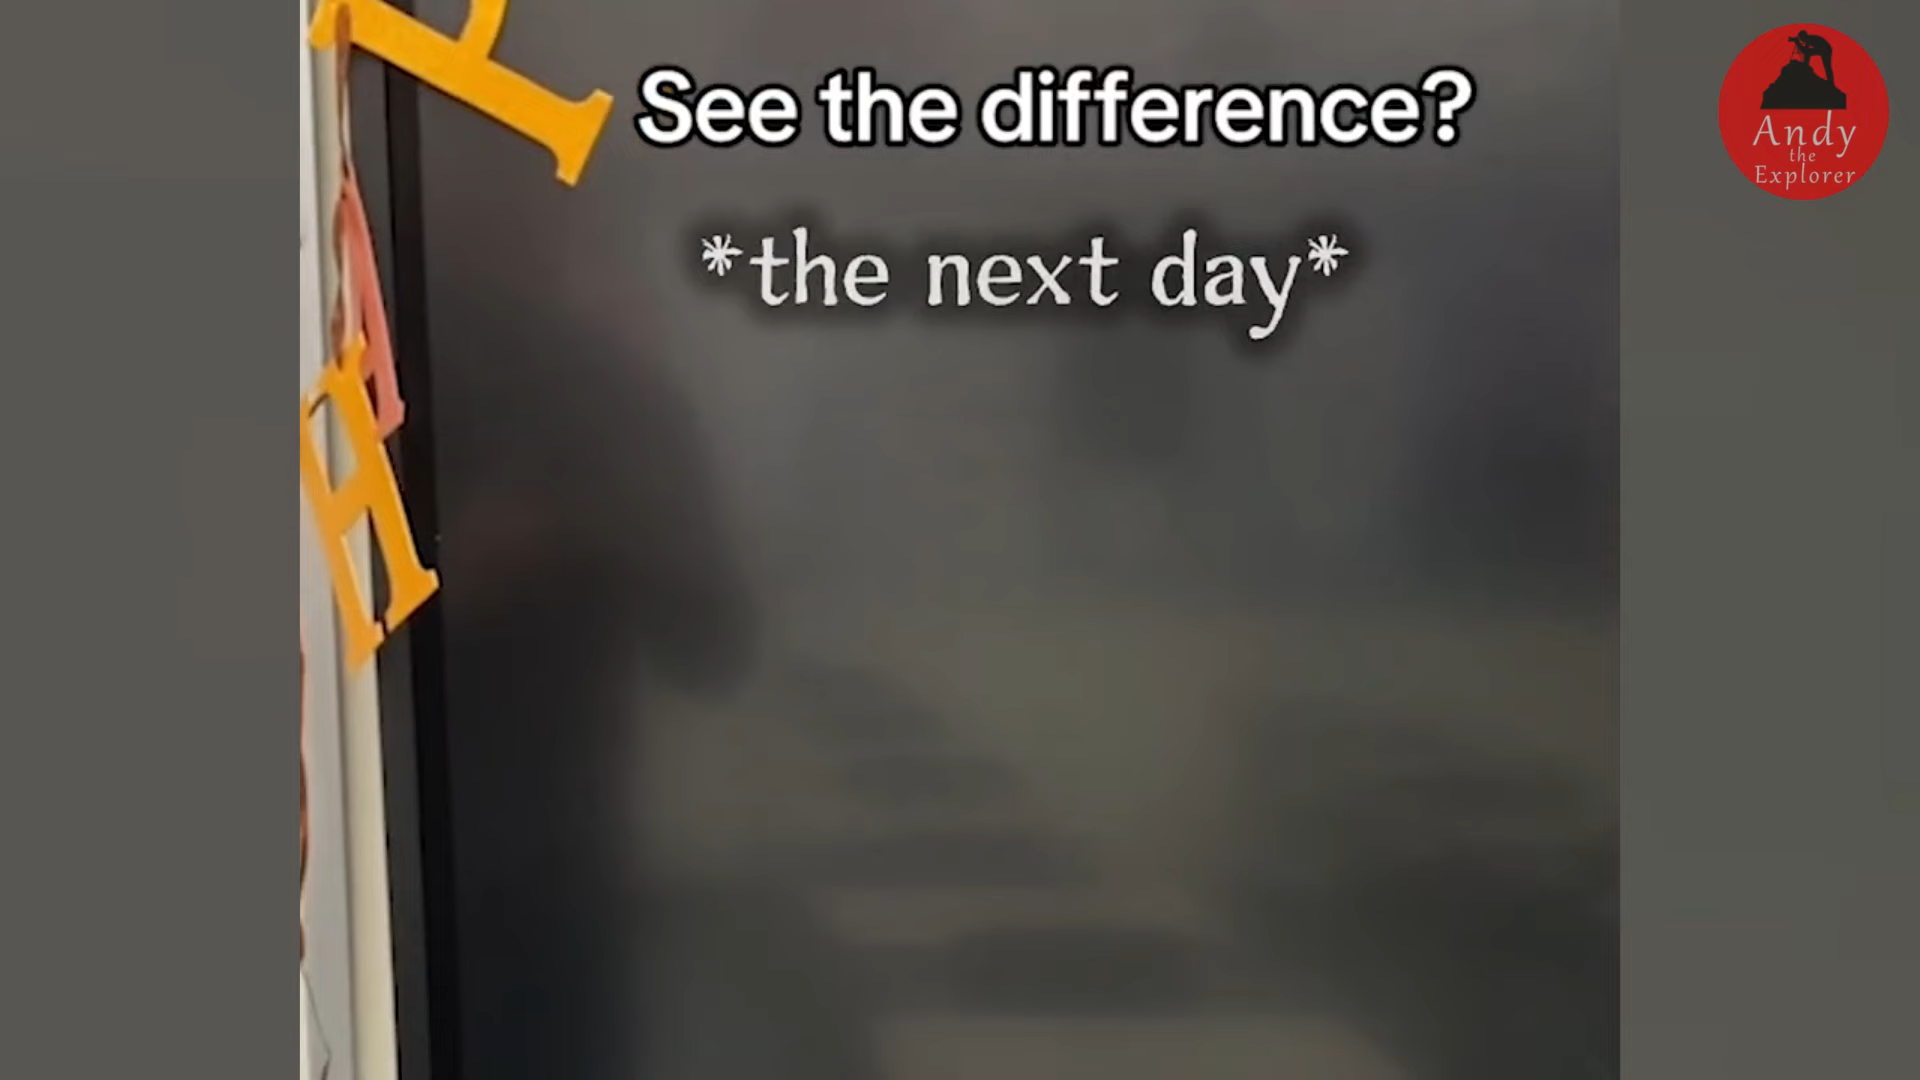 See the difference?
*the next day*
P
A
H
Andy
the
Explorer